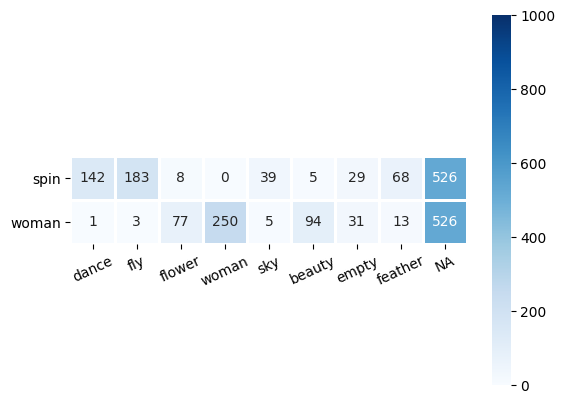 1000
800
600
400
200
0
spin 142 183 8 0 39 5 29 68 526
woman 1 3 77 250 5 94 31 13 526
dance fly flower woman sky beauty empty feather NA